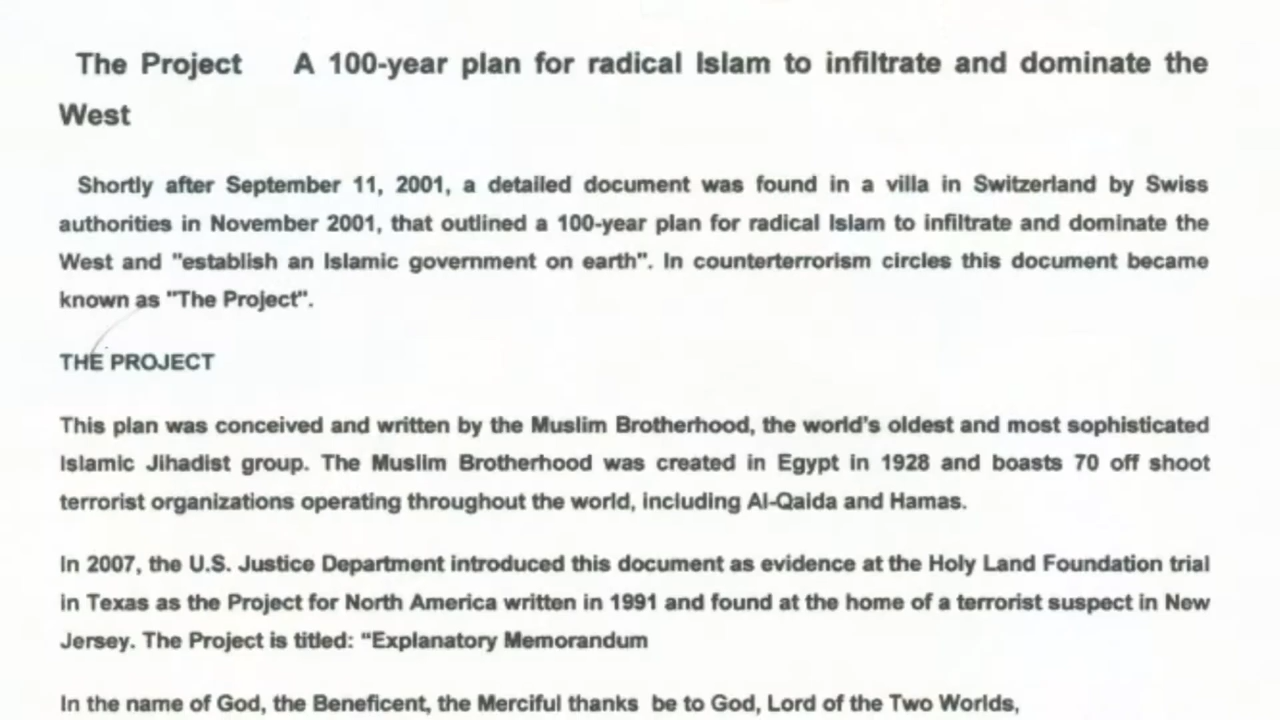 The Project A 100-year plan for radical Islam to infiltrate and dominate the
West
Shortly after September 11, 2001, a detailed document was found in a villa in Switzerland by Swiss
authorities in November 2001, that outlined a 100-year plan for radical Islam to infiltrate and dominate the
West and "establish an Islamic government on earth". In counterterrorism circles this document became
known as "The Project".
THE PROJECT
This plan was conceived and written by the Muslim Brotherhood, the world's oldest and most sophisticated
Islamic Jihadist group. The Muslim Brotherhood was created in Egypt in 1928 and boasts 70 off shoot
terrorist organizations operating throughout the world, including Al-Qaida and Hamas.
In 2007, the U.S. Justice Department introduced this document as evidence at the Holy Land Foundation trial
in Texas as the Project for North America written in 1991 and found at the home of a terrorist suspect in New
Jersey. The Project is titled: “Explanatory Memorandum
In the name of God, the Beneficent, the Merciful thanks be to God, Lord of the Two Worlds,